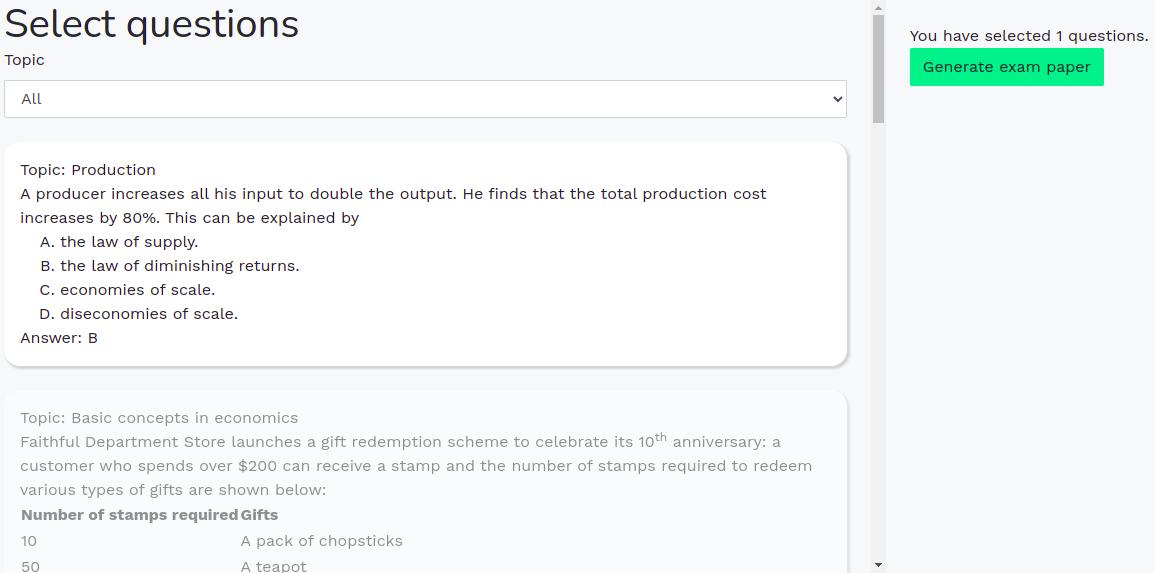 Select questions
Topic
All
Topic: Production
A producer increases all his input to double the output. He finds that the total production cost
increases by 80%. This can be explained by
A. the law of supply.
B. the law of diminishing returns.
C. economies of scale.
D. diseconomies of scale.
Answer: B
Topic: Basic concepts in economics
Faithful Department Store launches a gift redemption scheme to celebrate its 10th anniversary: a
customer who spends over $200 can receive a stamp and the number of stamps required to redeem
various types of gifts are shown below:
Number of stamps required Gifts
10 A pack of chopsticks
50 A teapot
You have selected 1 questions.
Generate exam paper